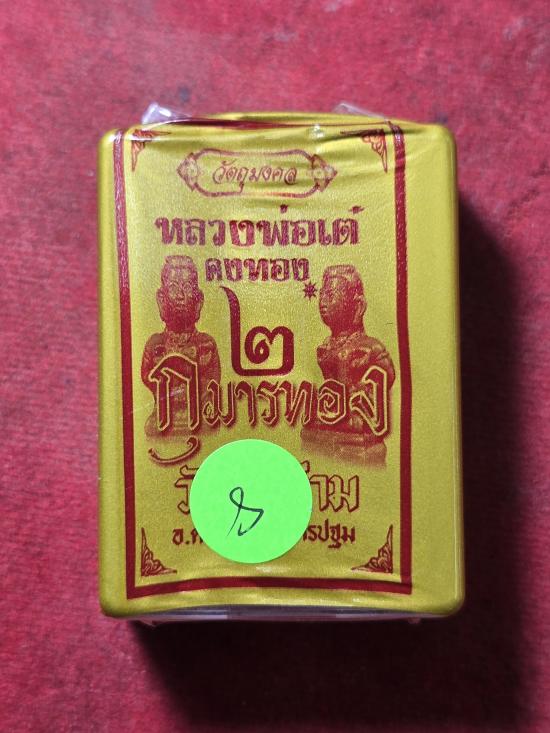 วัตถุมงคล
หลวงพ่อเต๋
คงทอง
๒
กุมารทอง